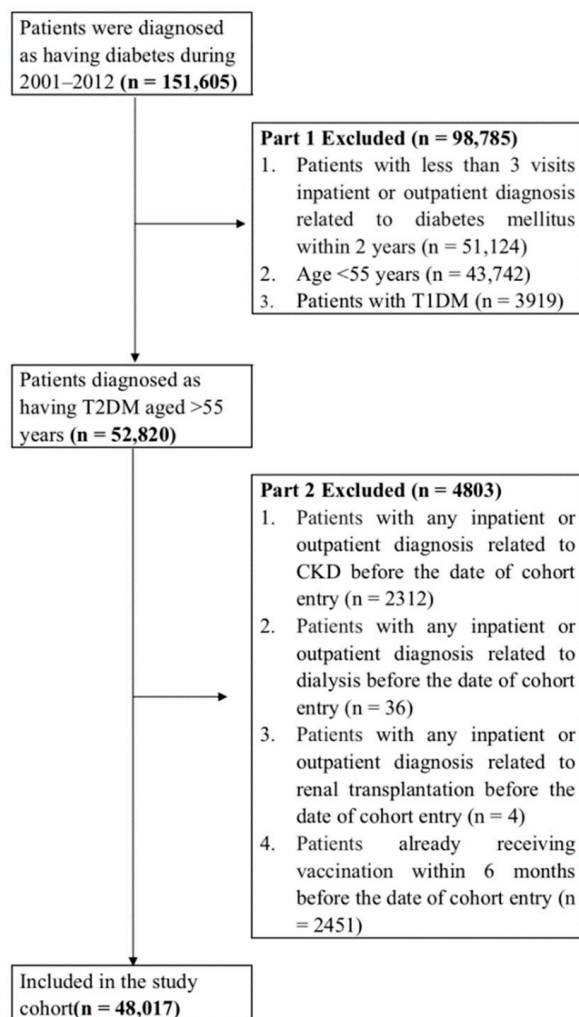 Patients were diagnosed
as having diabetes during
2001–2012 (n = 151,605)
Part 1 Excluded (n = 98,785)
1. Patients with less than 3 visits
inpatient or outpatient diagnosis
related to diabetes mellitus
within 2 years (n = 51,124)
2. Age <55 years (n = 43,742)
3. Patients with T1DM (n = 3919)
Patients diagnosed as
having T2DM aged >55
years (n = 52,820)
Part 2 Excluded (n = 4803)
1. Patients with any inpatient or
outpatient diagnosis related to
CKD before the date of cohort
entry (n = 2312)
2. Patients with any inpatient or
outpatient diagnosis related to
dialysis before the date of cohort
entry (n = 36)
3. Patients with any inpatient or
outpatient diagnosis related to
renal transplantation before the
date of cohort entry (n = 4)
4. Patients already receiving
vaccination within 6 months
before the date of cohort entry (n
= 2451)
Included in the study
cohort(n = 48,017)